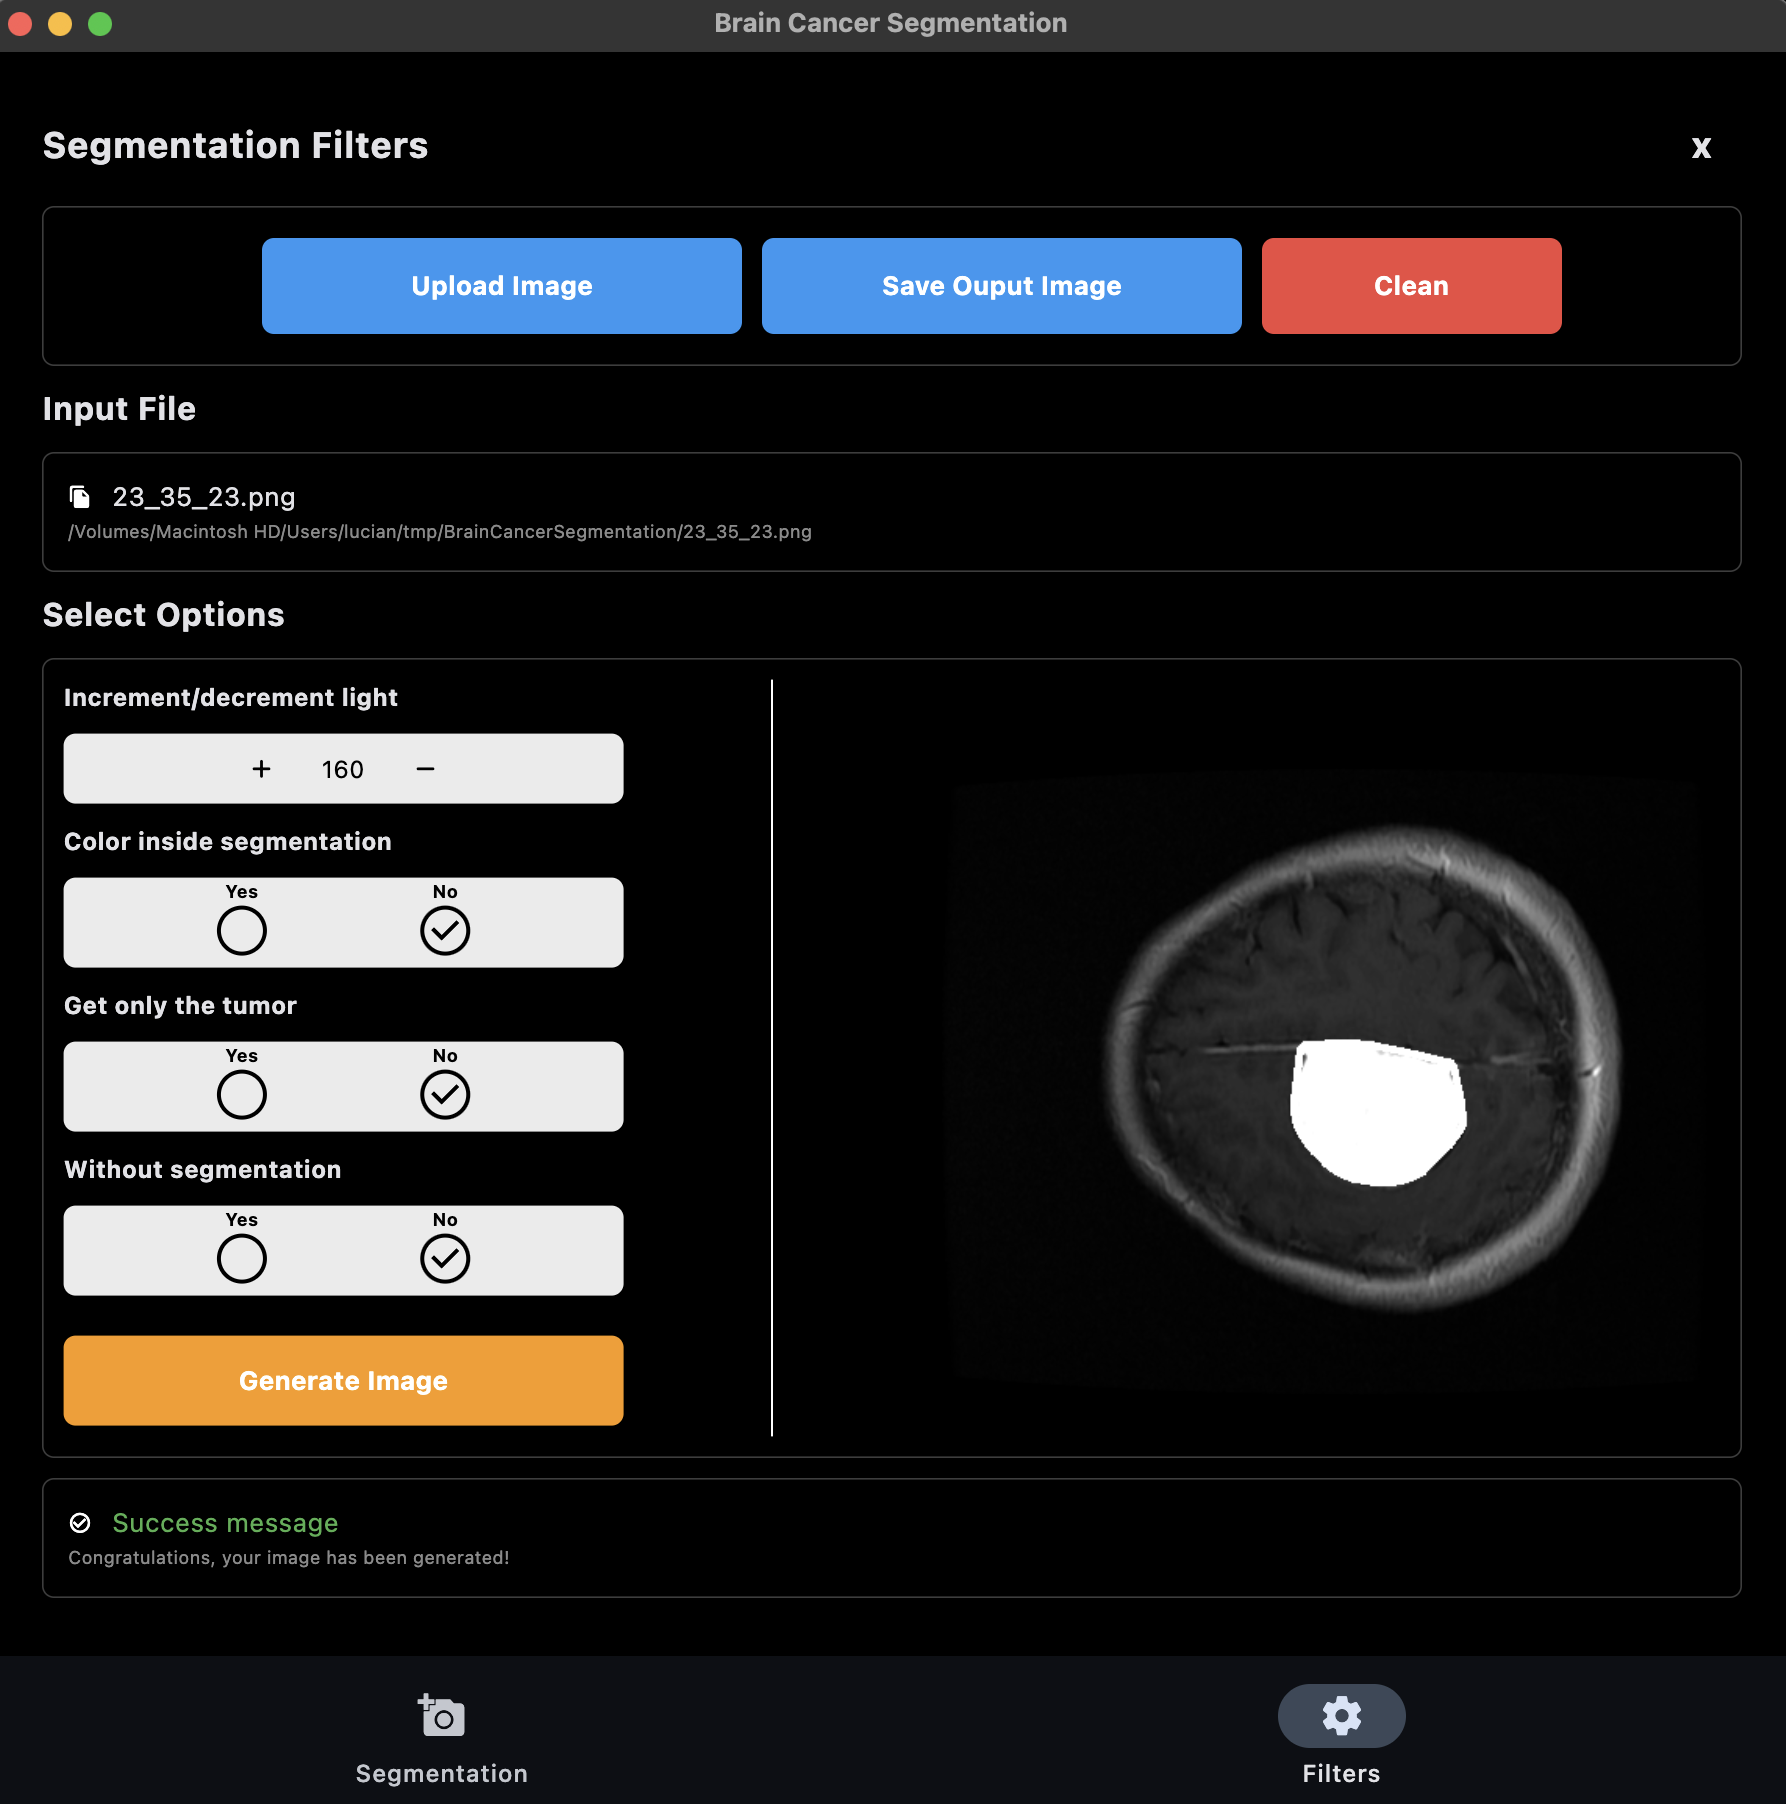 Brain Cancer Segmentation
Segmentation Filters
X
Upload Image
Save Ouput Image
Clean
Input File
23_35_23.png
/Volumes/Macintosh HD/Users/lucian/tmp/BrainCancerSegmentation/23_35_23.png
Select Options
Increment/decrement light
+ 160 −
Color inside segmentation
Yes No
Get only the tumor
Yes No
Without segmentation
Yes No
Generate Image
Success message
Congratulations, your image has been generated!
Segmentation
Filters